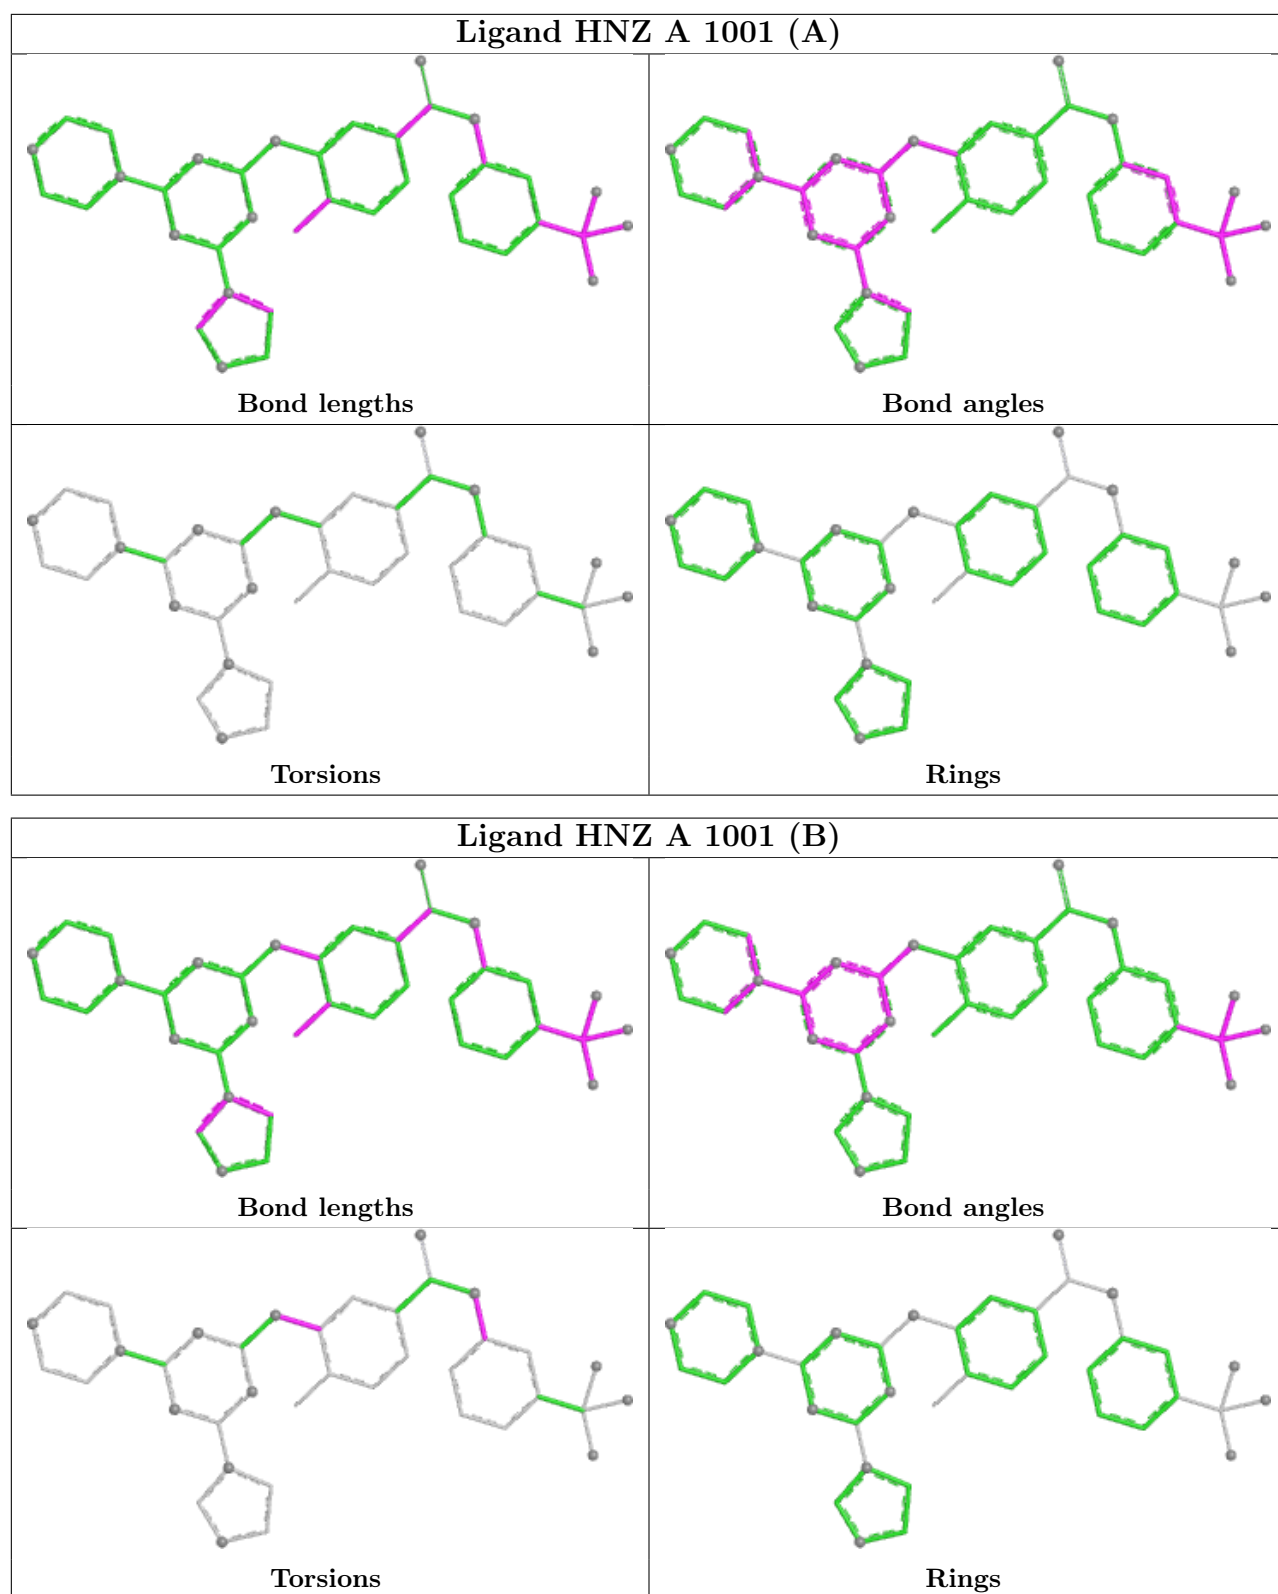 Ligand HNZ A 1001 (A)
Bond lengths
Bond angles
Torsions
Rings
Ligand HNZ A 1001 (B)
Bond lengths
Bond angles
Torsions
Rings